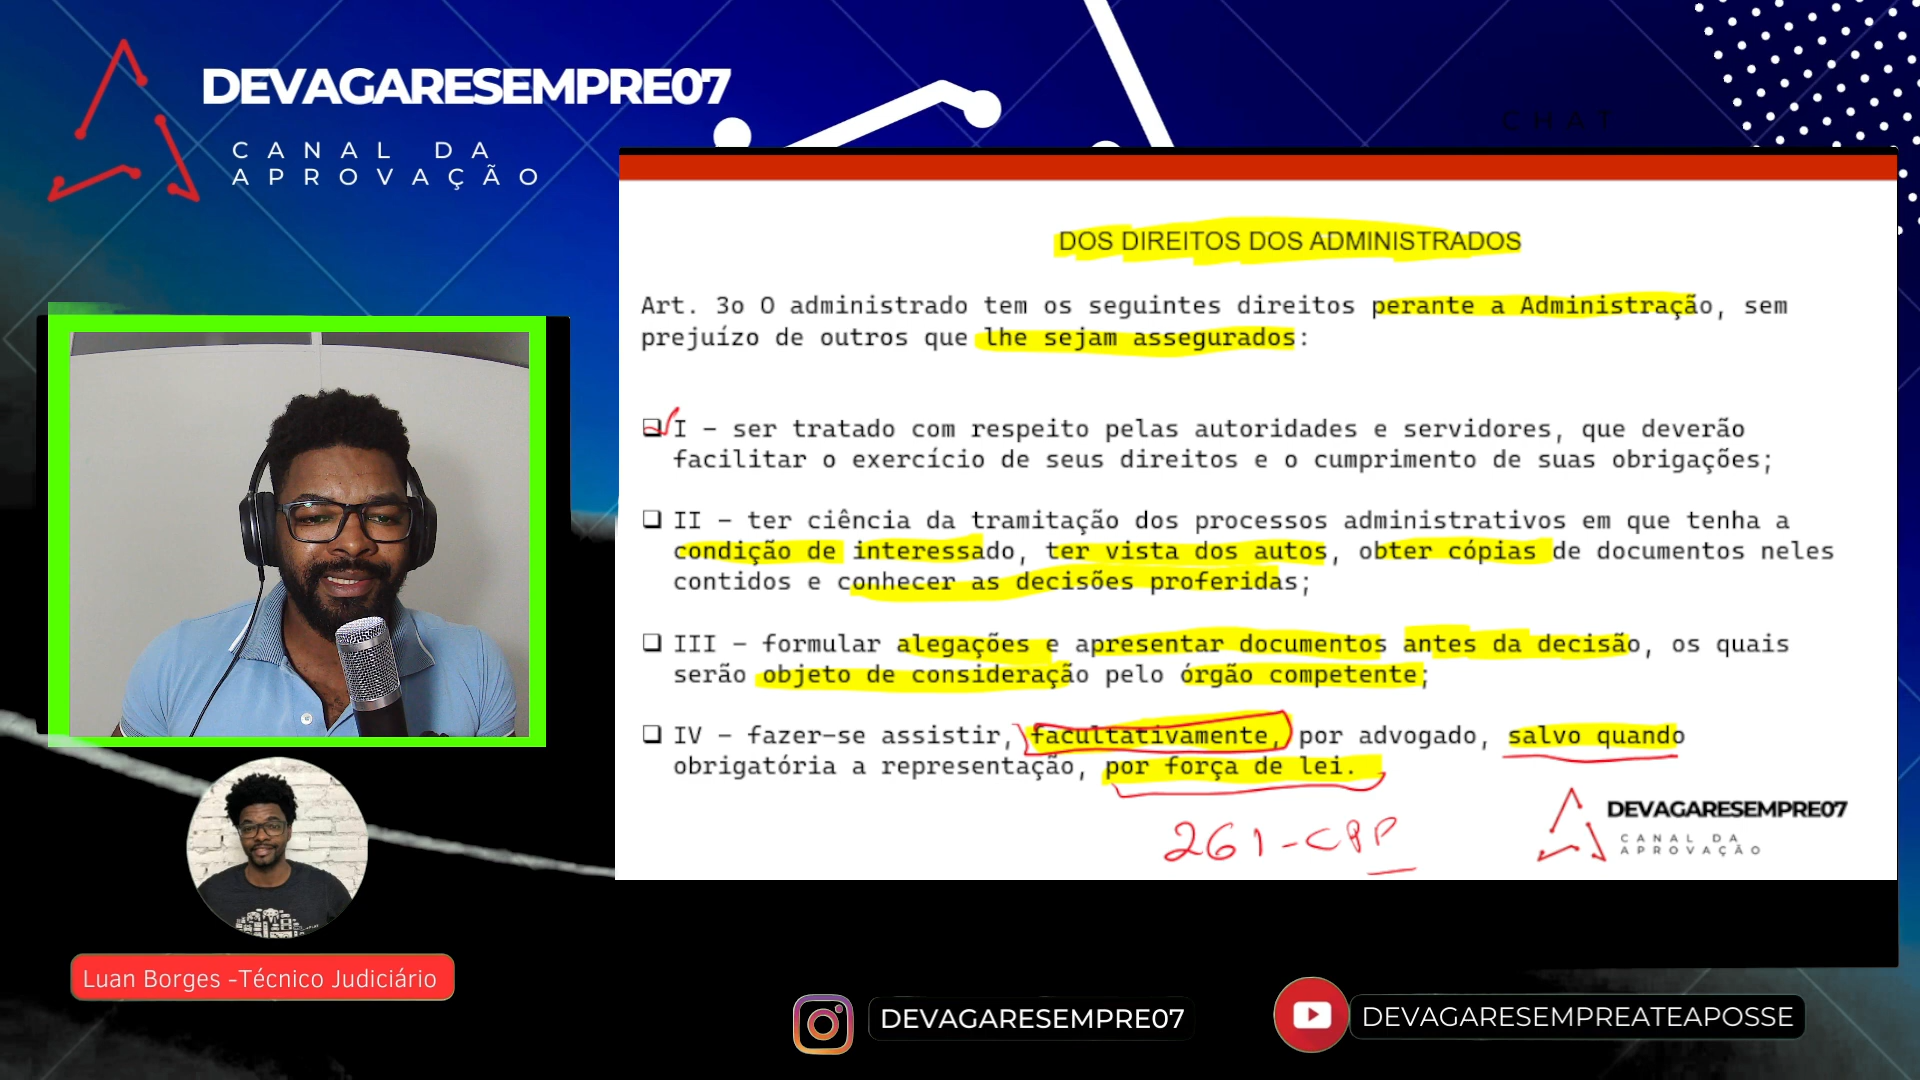 DEVAGARESEMPRE07
CANAL DA
APROVAÇÃO
CHAT
DOS DIREITOS DOS ADMINISTRADOS
Art. 3o O administrado tem os seguintes direitos perante a Administração, sem
prejuízo de outros que lhe sejam assegurados:
I – ser tratado com respeito pelas autoridades e servidores, que deverão
facilitar o exercício de seus direitos e o cumprimento de suas obrigações;
II – ter ciência da tramitação dos processos administrativos em que tenha a
condição de interessado, ter vista dos autos, obter cópias de documentos neles
contidos e conhecer as decisões proferidas;
III – formular alegações e apresentar documentos antes da decisão, os quais
serão objeto de consideração pelo órgão competente;
IV – fazer-se assistir, facultativamente, por advogado, salvo quando
obrigatória a representação, por força de lei.
261-CPP
DEVAGARESEMPRE07
CANAL DA
APROVAÇÃO
Luan Borges -Técnico Judiciário
DEVAGARESEMPRE07
DEVAGARESEMPREATEAPOSSE